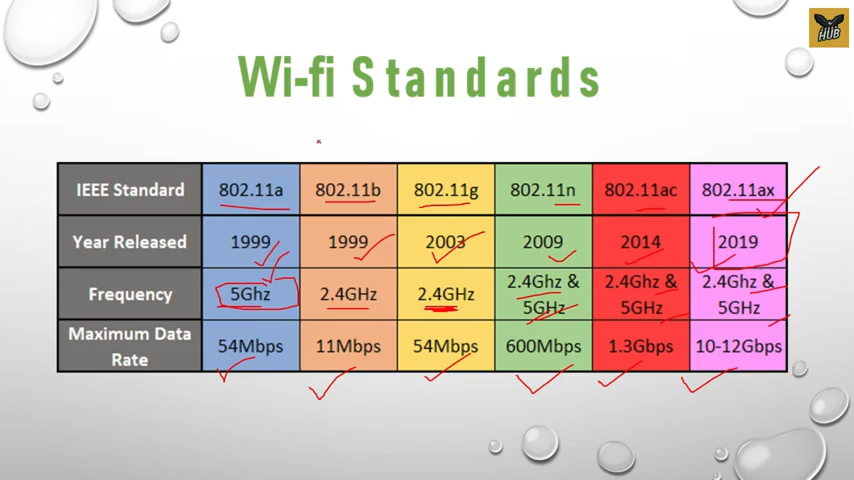 HUB
Wi-fi Standards
IEEE Standard 802.11a 802.11b 802.11g 802.11n 802.11ac 802.11ax
Year Released 1999 1999 2003 2009 2014 2019
Frequency 5Ghz 2.4GHz 2.4GHz 2.4Ghz & 5GHz 2.4Ghz & 5GHz 2.4Ghz & 5GHz
Maximum Data Rate 54Mbps 11Mbps 54Mbps 600Mbps 1.3Gbps 10-12Gbps